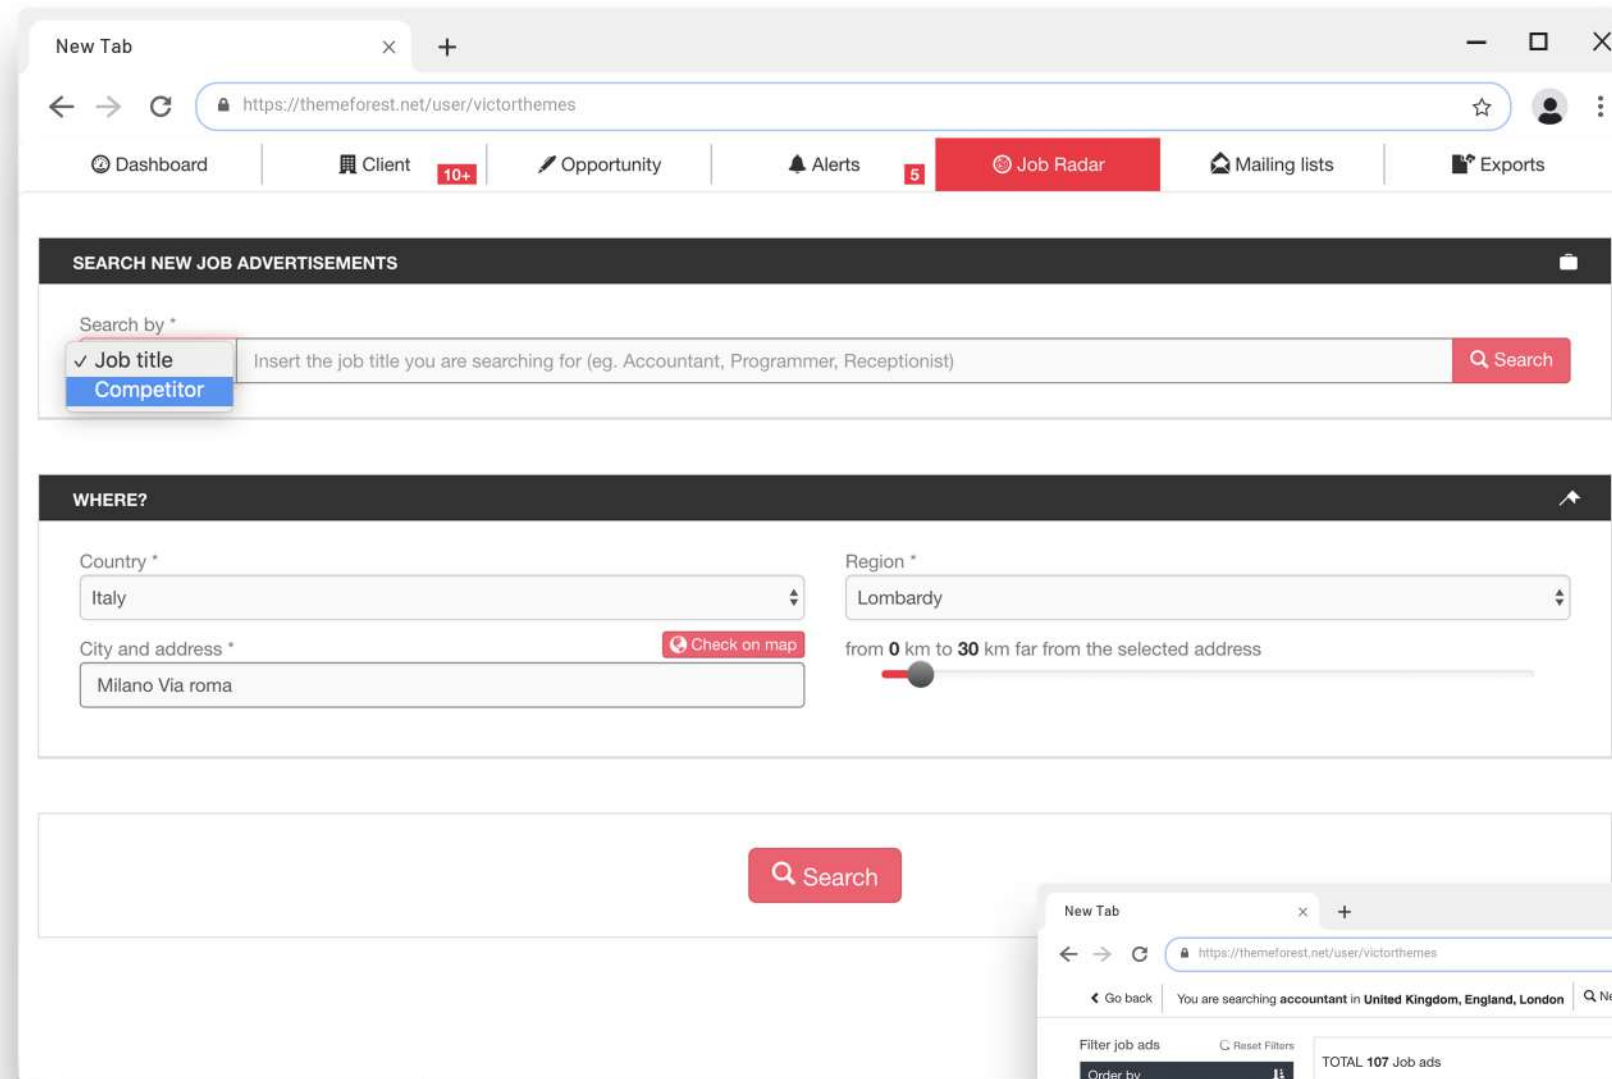 New Tab
https://themeforest.net/user/victorthemes
Dashboard Client 10+ Opportunity Alerts 5 Job Radar Mailing lists Exports
SEARCH NEW JOB ADVERTISEMENTS
Search by *
✓ Job title Insert the job title you are searching for (eg. Accountant, Programmer, Receptionist) Search
Competitor
WHERE?
Country * Region *
Italy Lombardy
City and address * Check on map from 0 km to 30 km far from the selected address
Milano Via roma
Search
New Tab
https://themeforest.net/user/victorthemes
Go back You are searching accountant in United Kingdom, England, London Ne
Filter job ads Reset Filters
TOTAL 107 Job ads
Order by